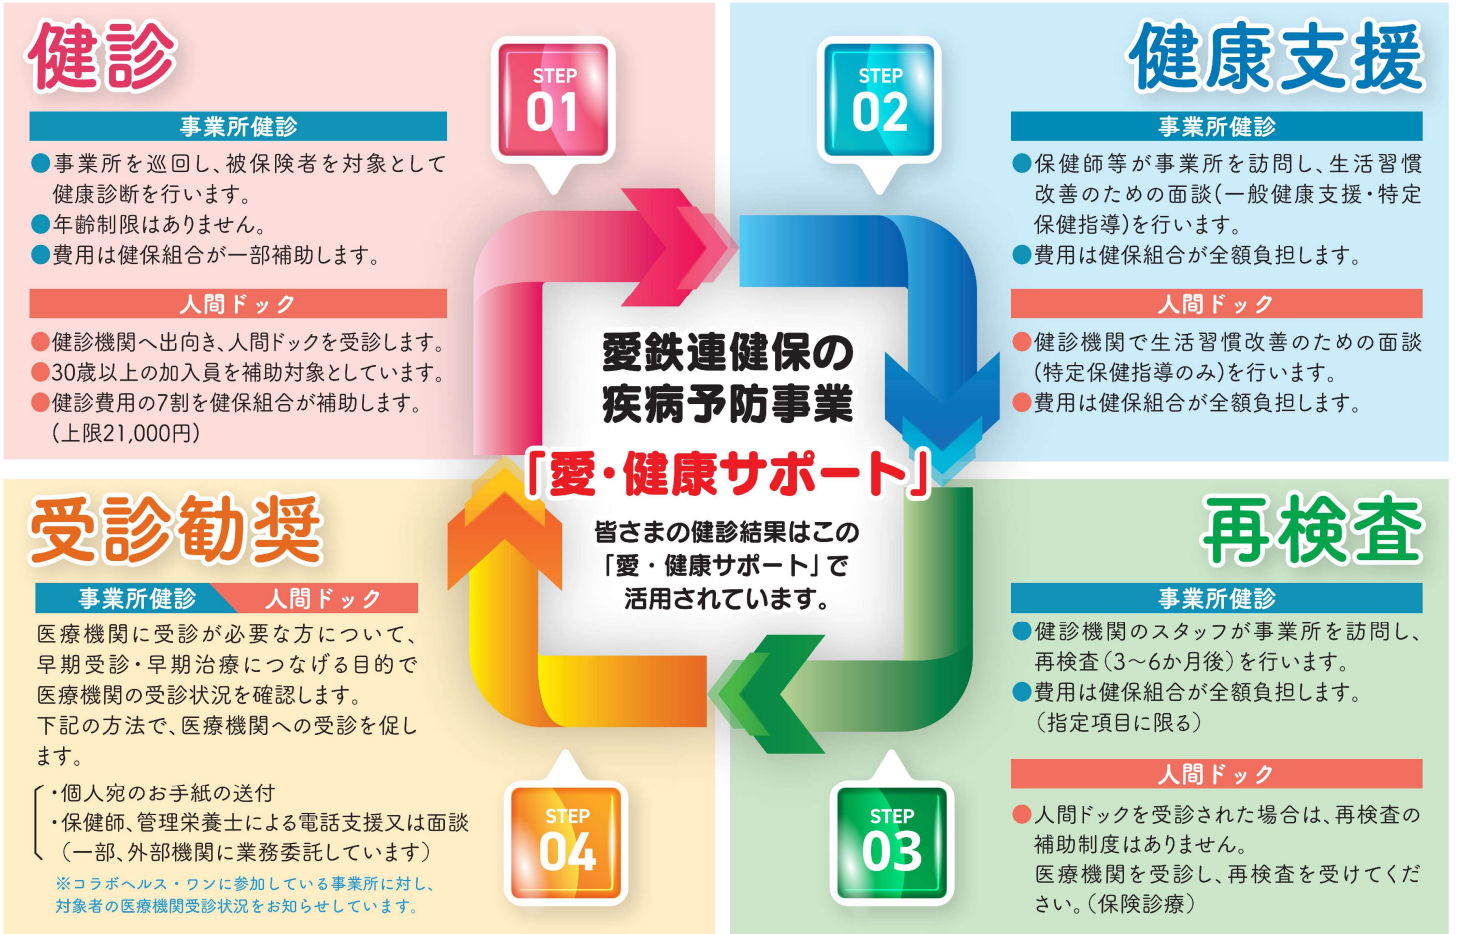 健診
STEP
01
事業所健診
●事業所を巡回し、被保険者を対象として
健康診断を行います。
●年齢制限はありません。
●費用は健保組合が一部補助します。
人間ドック
●健診機関へ出向き、人間ドックを受診します。
●30歳以上の加入員を補助対象としています。
●健診費用の7割を健保組合が補助します。
(上限21,000円)
健康支援
STEP
02
事業所健診
●保健師等が事業所を訪問し、生活習慣
改善のための面談(一般健康支援・特定
保健指導)を行います。
●費用は健保組合が全額負担します。
人間ドック
●健診機関で生活習慣改善のための面談
(特定保健指導のみ)を行います。
●費用は健保組合が全額負担します。
愛鉄連健保の
疾病予防事業
「愛・健康サポート」
皆さまの健診結果はこの
「愛・健康サポート」で
活用されています。
再検査
STEP
03
事業所健診
●健診機関のスタッフが事業所を訪問し、
再検査(3～6か月後)を行います。
●費用は健保組合が全額負担します。
(指定項目に限る)
人間ドック
●人間ドックを受診された場合は、再検査の
補助制度はありません。
医療機関を受診し、再検査を受けてくだ
さい。(保険診療)
受診勧奨
STEP
04
事業所健診 人間ドック
医療機関に受診が必要な方について、
早期受診・早期治療につなげる目的で
医療機関の受診状況を確認します。
下記の方法で、医療機関への受診を促し
ます。
・個人宛のお手紙の送付
・保健師、管理栄養士による電話支援又は面談
(一部、外部機関に業務委託しています)
※コラボヘルス・ワンに参加している事業所に対し、
対象者の医療機関受診状況をお知らせしています。